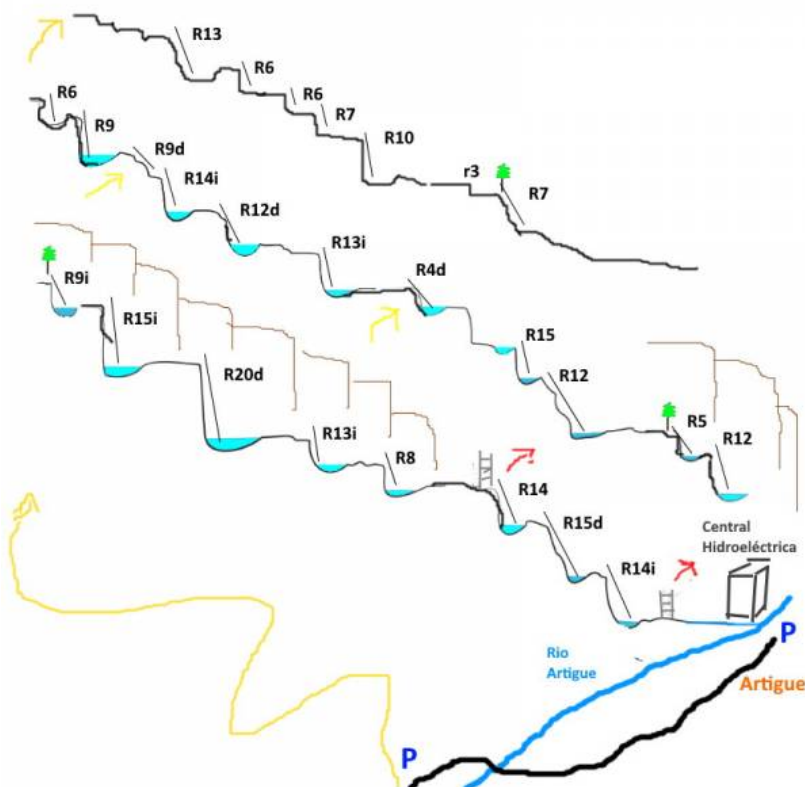 R13
R6
R6
R7
R10
r3
R7
R6
R9
R9d
R14i
R12d
R13i
R4d
R15
R12
R5
R12
R9i
R15i
R20d
R13i
R8
R14
R15d
R14i
Central
Hidroeléctrica
Rio
Artigue
P
Artigue
P